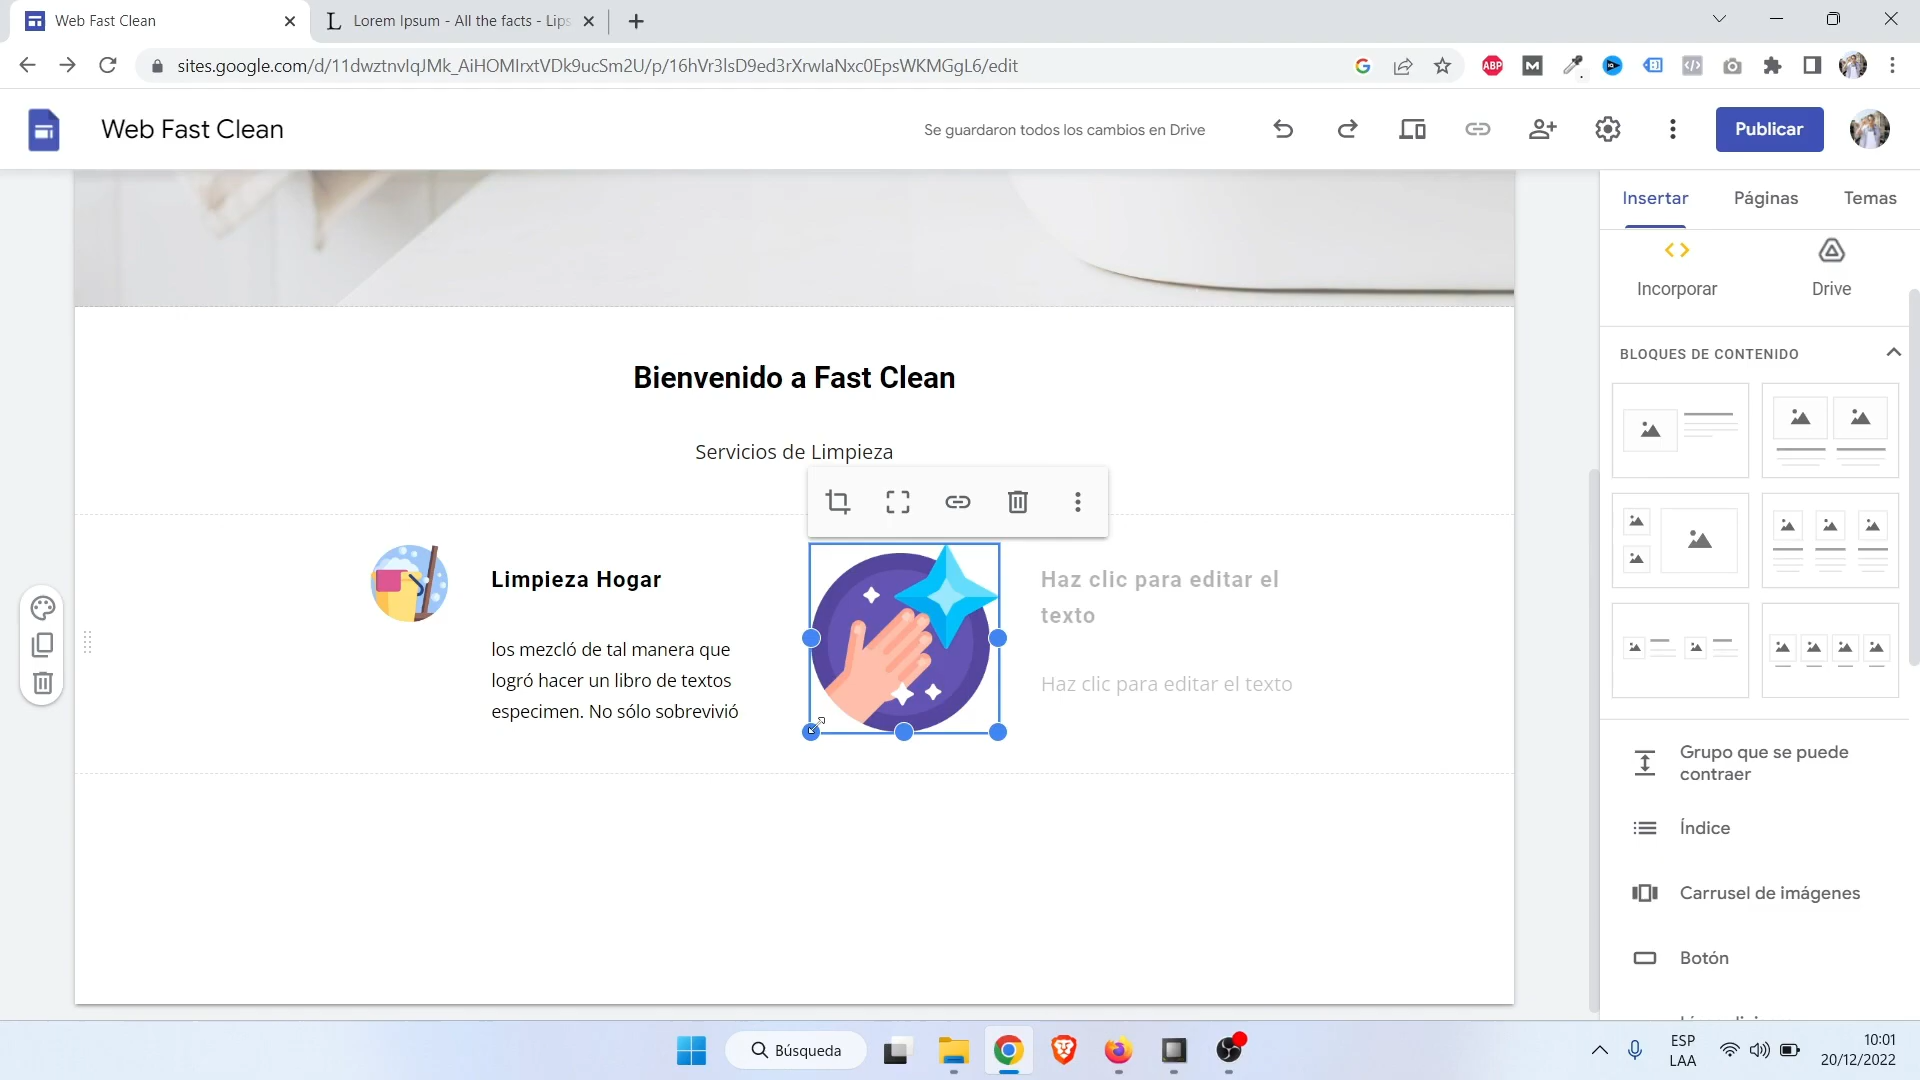 Web Fast Clean
Lorem Ipsum - All the facts - Lips
sites.google.com/d/11dwztnvlqJMk_AiHOMIrxtVDk9ucSm2U/p/16hVr3lsD9ed3rXrwlaNxc0EpsWKMGgL6/edit
ABP
M
Web Fast Clean
Se guardaron todos los cambios en Drive
Publicar
Insertar
Páginas
Temas
Incorporar
Drive
BLOQUES DE CONTENIDO
Bienvenido a Fast Clean
Servicios de Limpieza
Limpieza Hogar
los mezcló de tal manera que
logró hacer un libro de textos
especimen. No sólo sobrevivió
Haz clic para editar el
texto
Haz clic para editar el texto
Grupo que se puede
contraer
Índice
Carrusel de imágenes
Botón
Búsqueda
ESP
LAA
10:01
20/12/2022